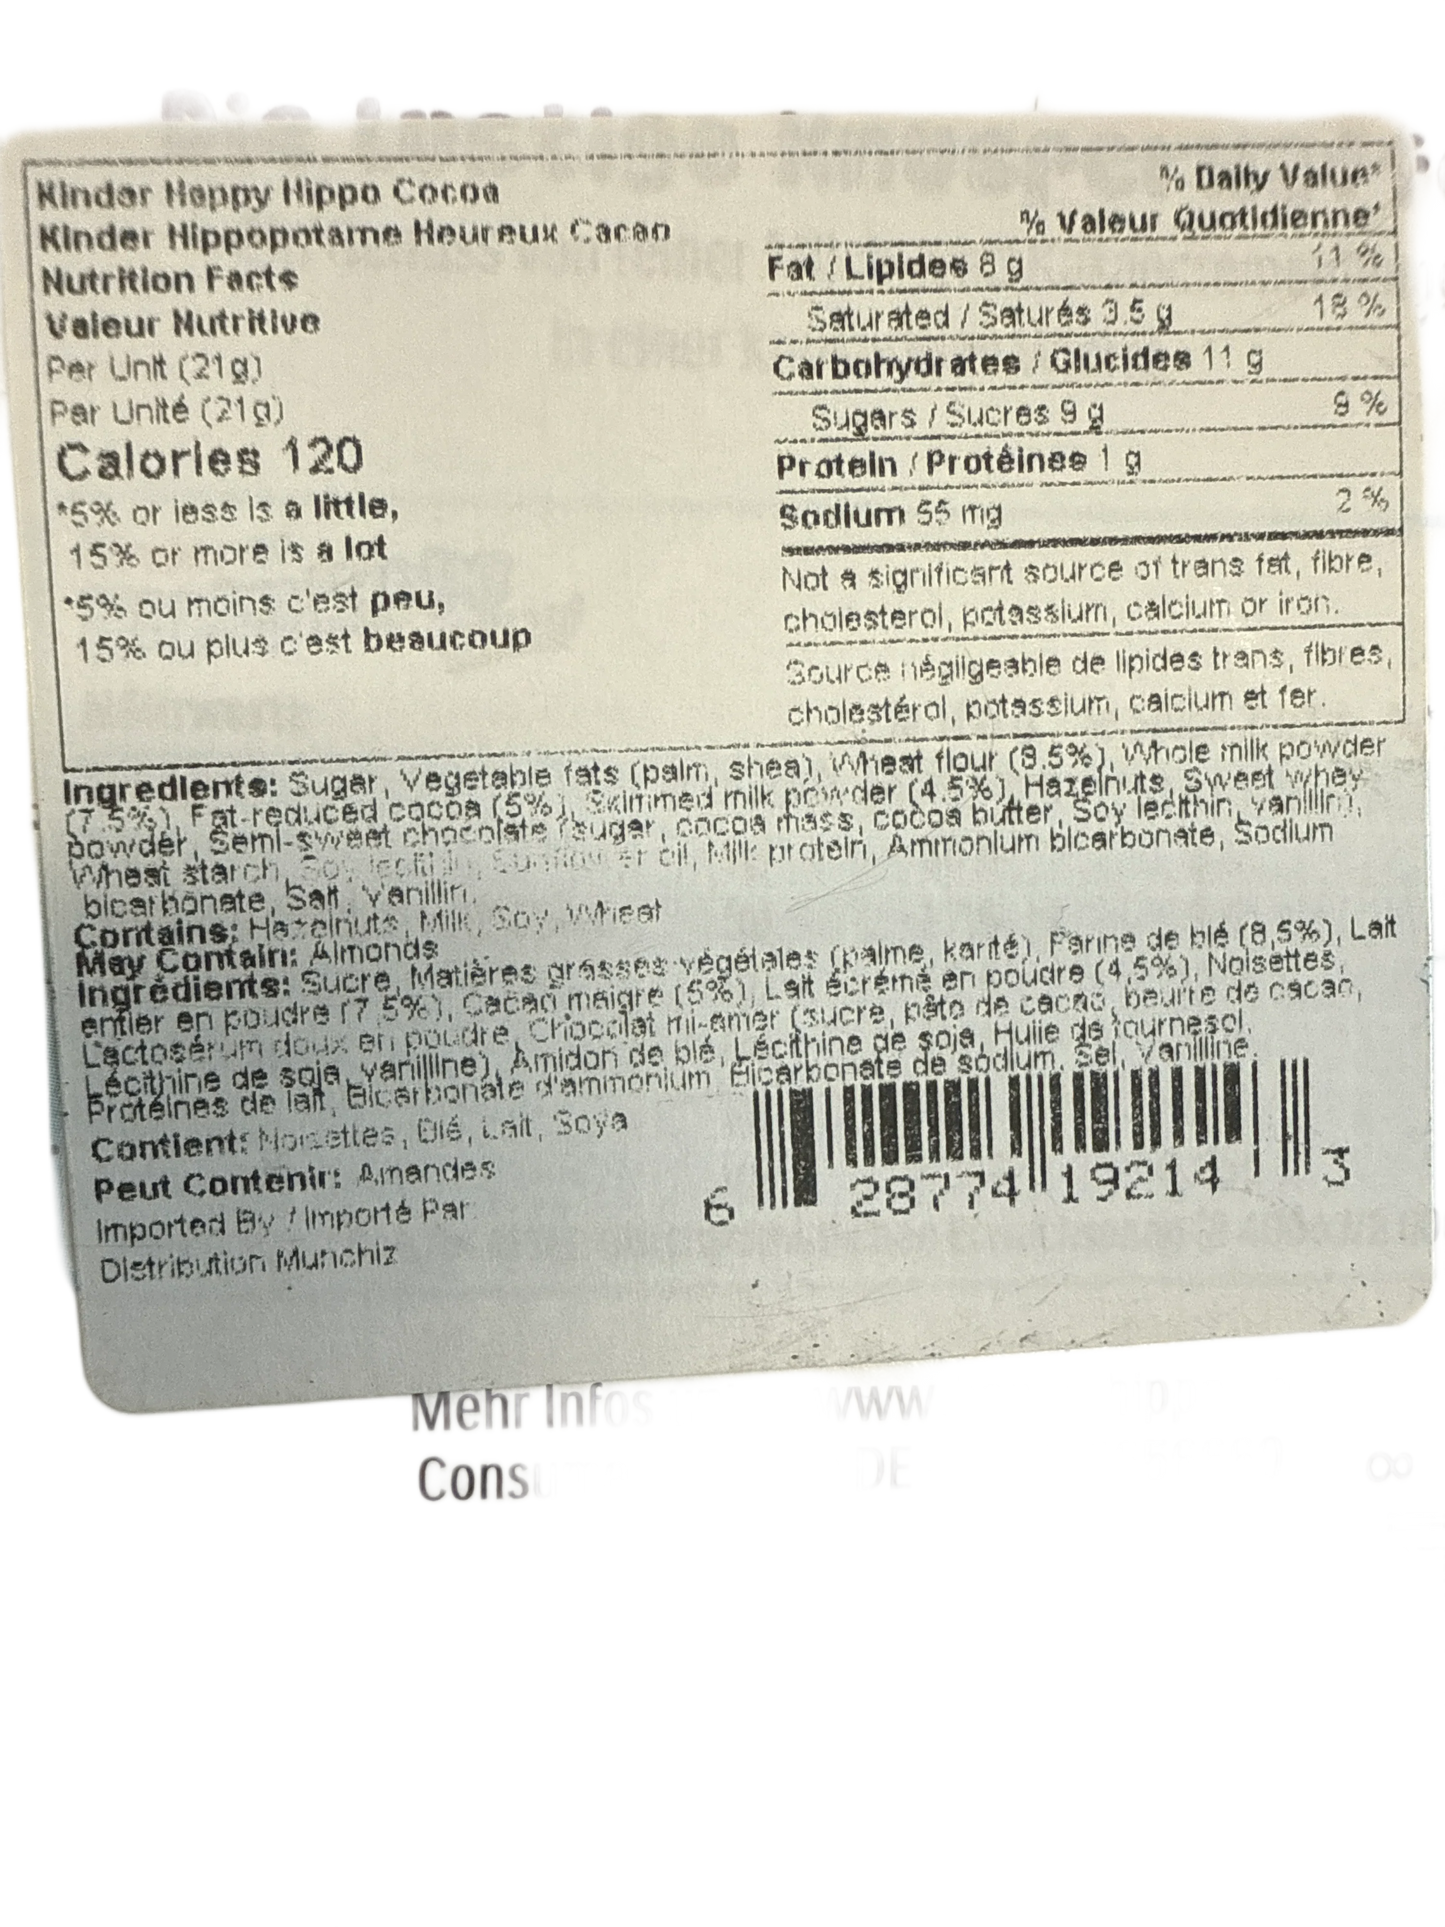 Kinder Happy Hippo Cocoa
Kinder Hippopotame Heureux Cacao
Nutrition Facts
Valeur Nutritive
Per Unit (21g)
Par Unité (21g)
Calories 120
*5% or less is a little,
15% or more is a lot
*5% ou moins c'est peu,
15% ou plus c'est beaucoup
% Daily Value*
% Valeur Quotidienne*
Fat / Lipides 8 g 11 %
Saturated / Saturés 3.5 g 18 %
Carbohydrates / Glucides 11 g
Sugars / Sucres 9 g 9 %
Protein / Protéines 1 g
Sodium 55 mg 2 %
Not a significant source of trans fat, fibre,
cholesterol, potassium, calcium or iron.
Source négligeable de lipides trans, fibres,
cholestérol, potassium, calcium et fer.
Ingredients: Sugar, Vegetable fats (palm, shea), Wheat flour (8.5%), Whole milk powder
(7.5%), Fat-reduced cocoa (5%), Skimmed milk powder (4.5%), Hazelnuts, Sweet whey
powder, Semi-sweet chocolate (sugar, cocoa mass, cocoa butter, Soy lecithin, vanillin),
Wheat starch, Soy lecithin, Sunflower oil, Milk protein, Ammonium bicarbonate, Sodium
bicarbonate, Salt, Vanillin.
Contains: Hazelnuts, Milk, Soy, Wheat
May Contain: Almonds
Ingrédients: Sucre, Matières grasses végétales (palme, karité), Farine de blé (8,5%), Lait
entier en poudre (7.5%), Cacao maigre (5%), Lait écrémé en poudre (4,5%), Noisettes,
Lactosérum doux en poudre, Chocolat mi-amer (sucre, pâte de cacao, beurre de cacao,
Lécithine de soja, vanilline), Amidon de blé, Lécithine de soja, Huile de tournesol,
Protéines de lait, Bicarbonate d'ammonium, Bicarbonate de sodium, Sel, Vanilline.
Contient: Noisettes, Blé, Lait, Soya
Peut Contenir: Amandes
Imported By / Importé Par:
Distribution Munchiz
6 28774 19214 3
Mehr Infos www
DE